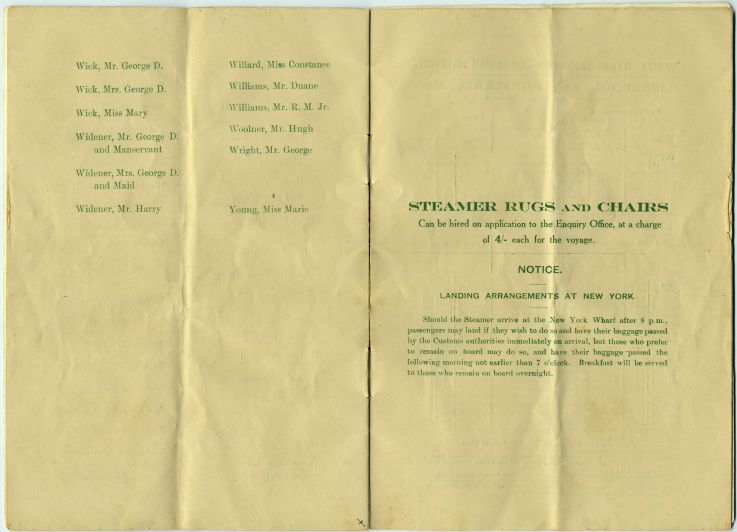 Wick, Mr. George D.
Wick, Mrs. George D.
Wick, Miss Mary
Widener, Mr. George D.
and Manservant
Widener, Mrs. George D.
and Maid
Widener, Mr. Harry
Willard, Miss Constance
Williams, Mr. Duane
Williams, Mr. R. M. Jr.
Woolner, Mr. Hugh
Wright, Mr. George
Young, Miss Marie
STEAMER RUGS AND CHAIRS
Can be hired on application to the Enquiry Office, at a charge
of 4/- each for the voyage.
NOTICE.
LANDING ARRANGEMENTS AT NEW YORK
Should the Steamer arrive at the New York Wharf after 8 p.m.,
passengers may land if they wish to do so and have their baggage passed
by the Customs authorities immediately on arrival, but those who prefer
to remain on board may do so, and have their baggage passed the
following morning not earlier than 7 o'clock. Breakfast will be served
to those who remain on board overnight.